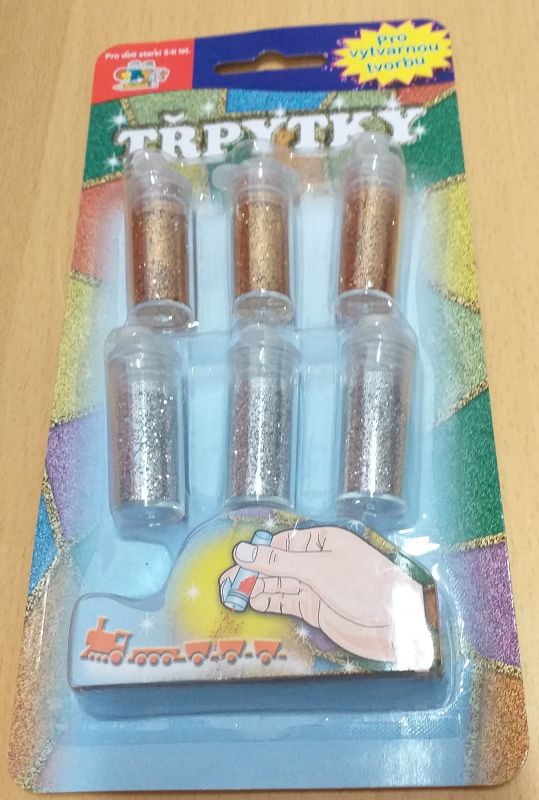 Pro děti starší 5-ti let.
Pro
výtvarnou
tvorbu
TŘPYTKY